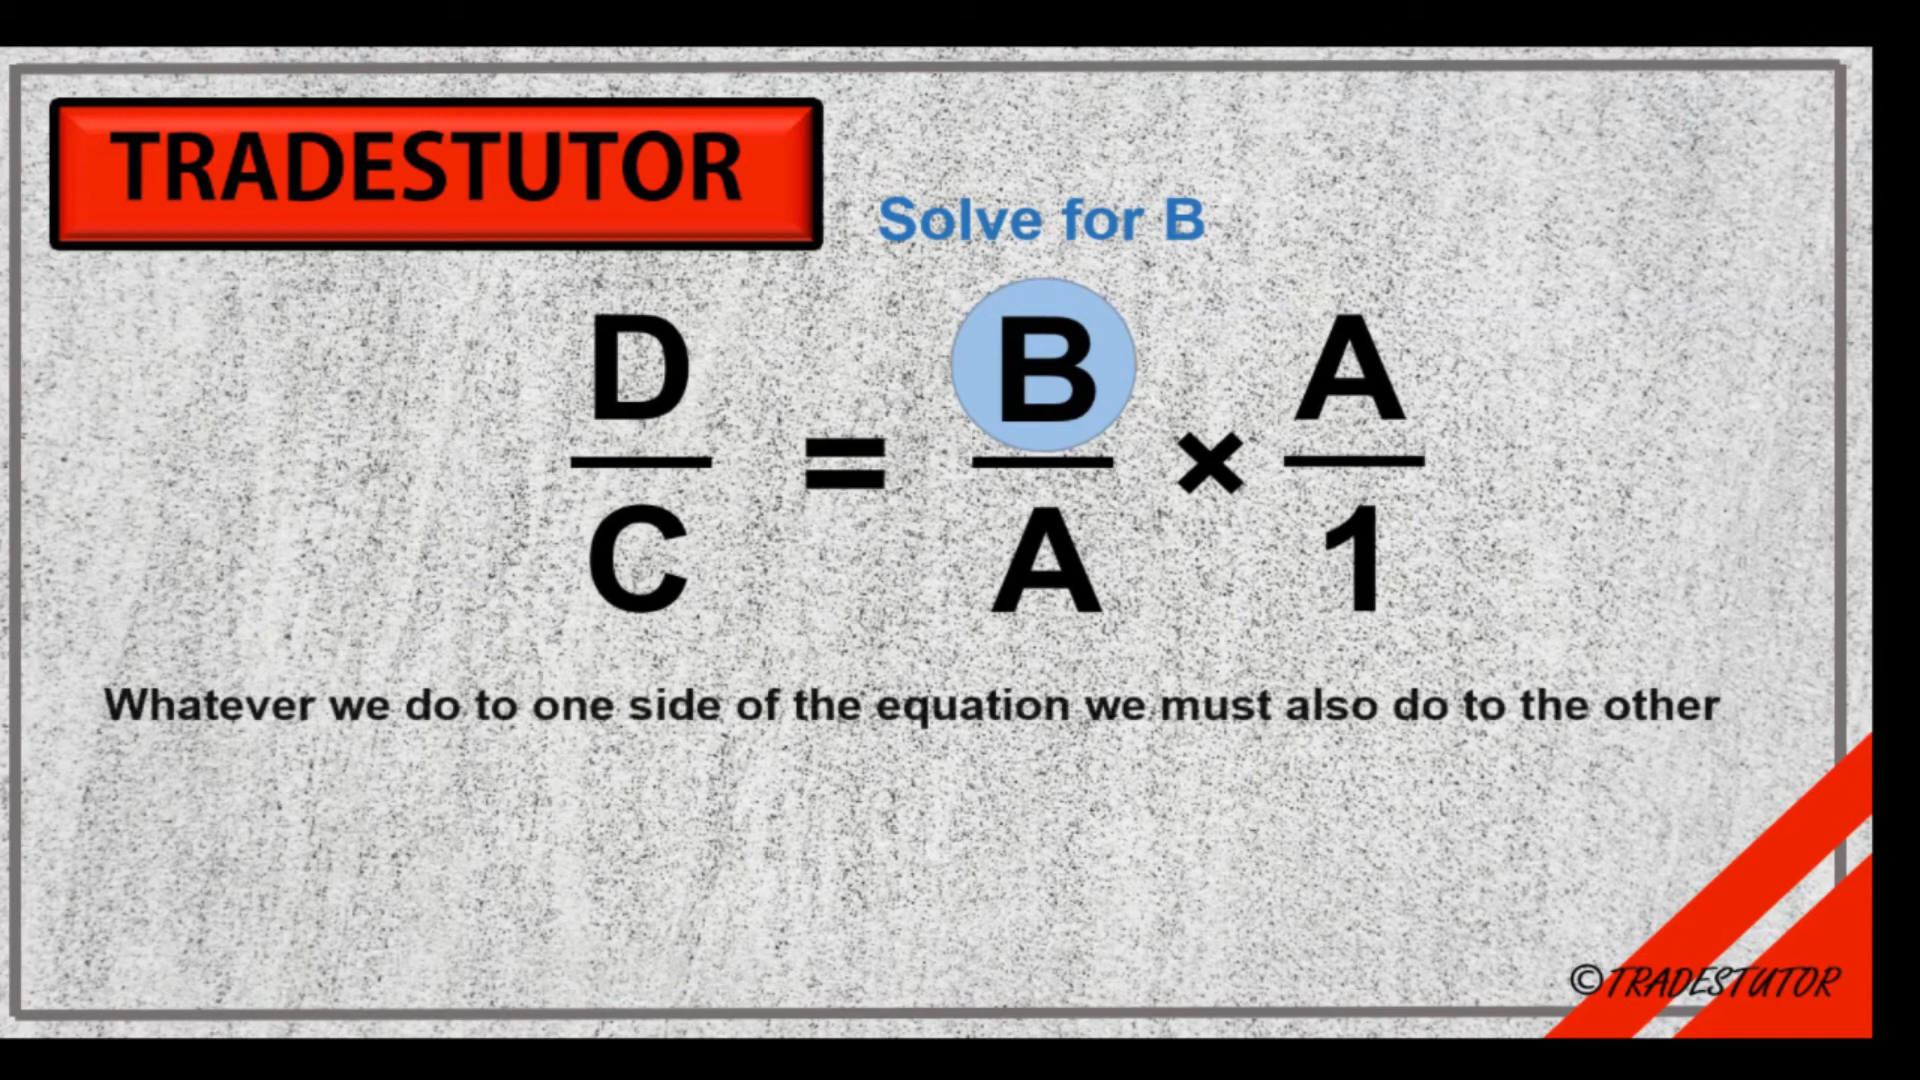 TRADESTUTOR
Solve for B
D/C = B/A × A/1
Whatever we do to one side of the equation we must also do to the other
©TRADESTUTOR